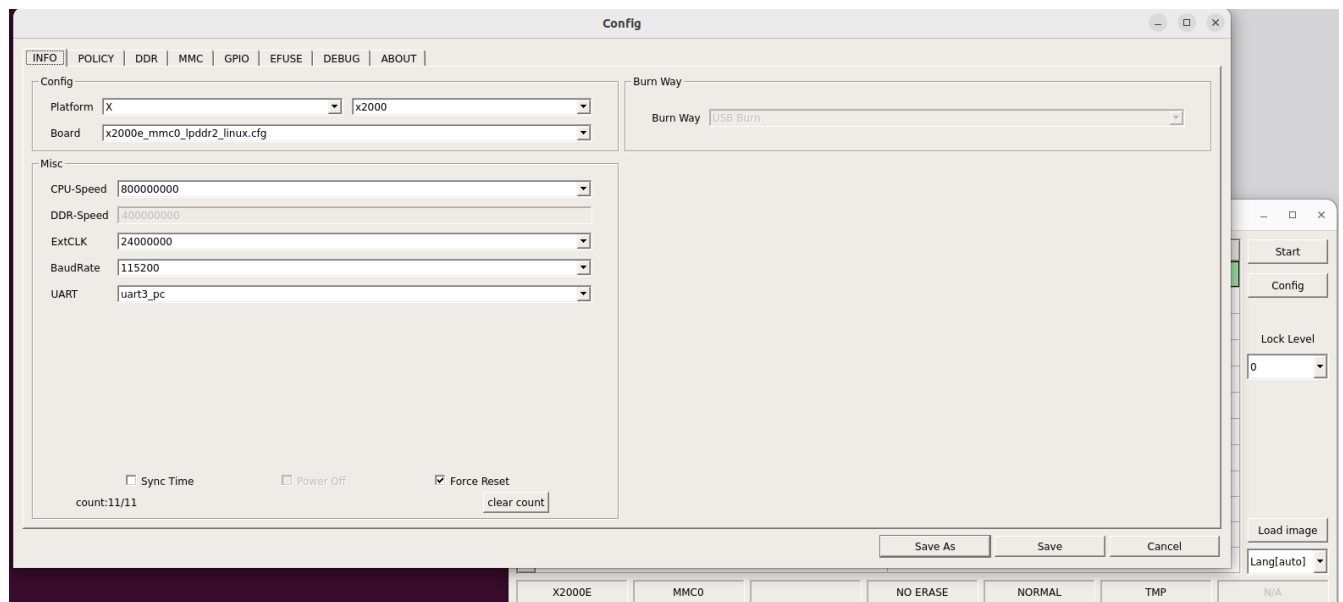 Config
INFO POLICY DDR MMC GPIO EFUSE DEBUG ABOUT
Config
Platform X x2000
Board x2000e_mmc0_lpddr2_linux.cfg
Burn Way
Burn Way USB Burn
Misc
CPU-Speed 800000000
DDR-Speed 400000000
ExtCLK 24000000
BaudRate 115200
UART uart3_pc
Sync Time Power Off Force Reset
count:11/11 clear count
Save As Save Cancel
Start
Config
Lock Level
0
Load image
Lang[auto]
X2000E MMC0 NO ERASE NORMAL TMP N/A